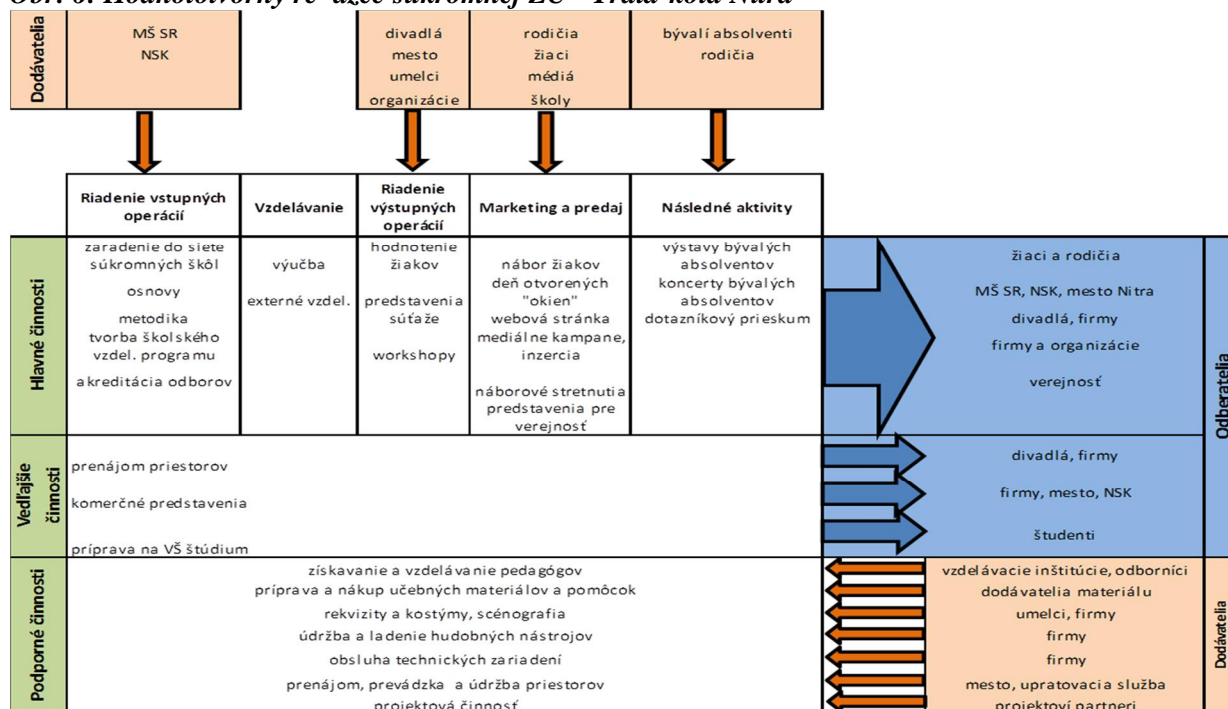 Hodnototvorný súkromnej
Dodávatelia
MŠ SR
NSK
divadlá
mesto
umelci
organizácie
rodičia
žiaci
médiá
školy
bývalí absolventi
rodičia
Riadenie vstupných
operácií
Vzdelávanie
Riadenie
výstupných
operácií
Marketing a predaj
Následné aktivity
Hlavné činnosti
zaradenie do siete
súkromných škôl
osnovy
metodika
tvorba školského
vzdel. programu
akreditácia odborov
výučba
externé vzdel.
hodnotenie
žiakov
predstavenia
súťaže
workshopy
nábor žiakov
deň otvorených
"okien"
webová stránka
mediálne kampane,
inzercia
náborové stretnutia
predstavenia pre
verejnosť
výstavy bývalých
absolventov
koncerty bývalých
absolventov
dotazníkový prieskum
žiaci a rodičia
MŠ SR, NSK, mesto Nitra
divadlá, firmy
firmy a organizácie
verejnosť
Odberatelia
Vedľajšie
činnosti
prenájom priestorov
komerčné predstavenia
príprava na VŠ štúdium
divadlá, firmy
firmy, mesto, NSK
študenti
Podporné činnosti
získavanie a vzdelávanie pedagógov
príprava a nákup učebných materiálov a pomôcok
rekvizity a kostýmy, scénografia
údržba a ladenie hudobných nástrojov
obsluha technických zariadení
prenájom, prevádzka a údržba priestorov
projektová činnosť
vzdelávacie inštitúcie, odborníci
dodávatelia materiálu
umelci, firmy
firmy
firmy
mesto, upratovacia služba
projektoví partneri
Dodávatelia